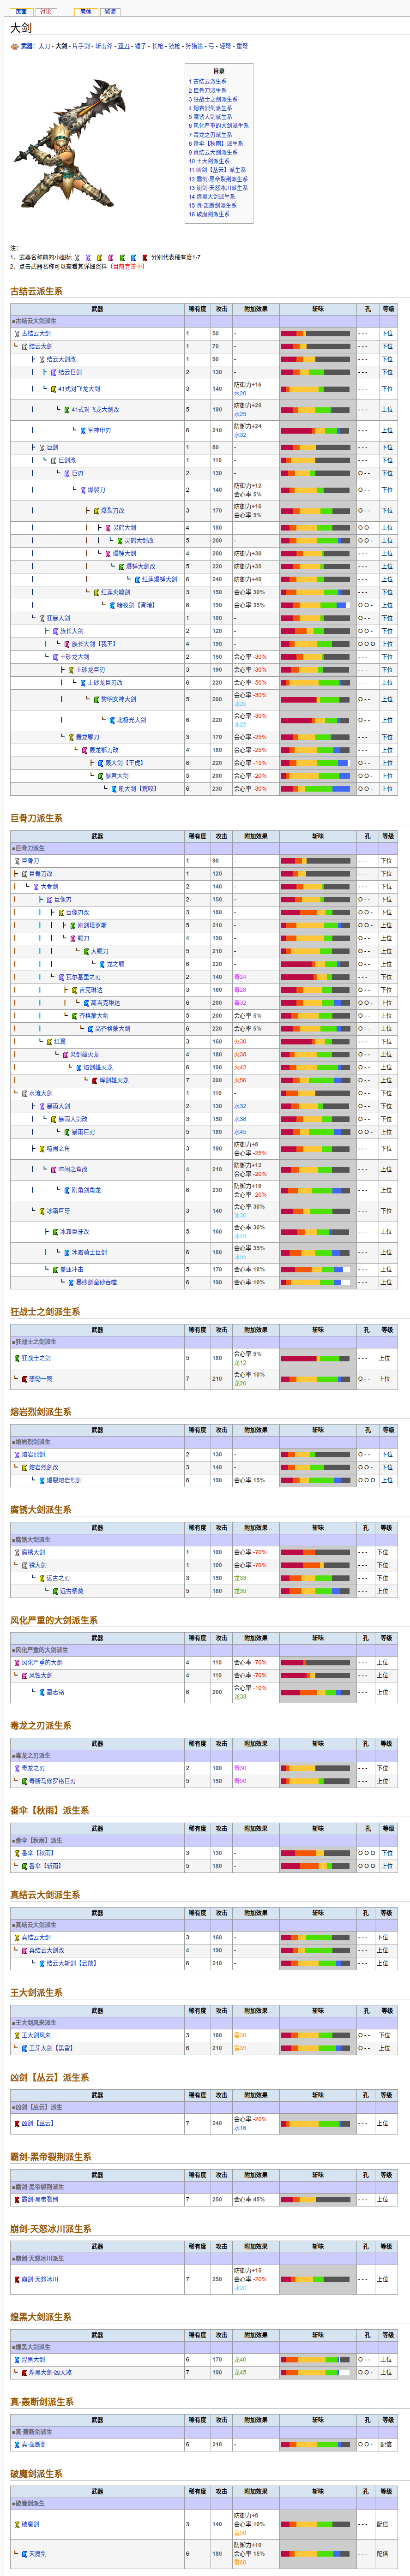 页面 讨论 简体 繁體
大剑
武器：太刀 - 大剑 - 片手剑 - 斩击斧 - 双刀 - 锤子 - 长枪 - 铳枪 - 狩猎笛 - 弓 - 轻弩 - 重弩
目录
1 古结云派生系
2 巨骨刀派生系
3 狂战士之剑派生系
4 熔岩烈剑派生系
5 腐锈大剑派生系
6 风化严重的大剑派生系
7 毒龙之刃派生系
8 番伞【秋雨】派生系
9 真结云大剑派生系
10 王大剑派生系
11 凶剑【丛云】派生系
12 霸剑·黑帝裂荆派生系
13 崩剑·天怒冰川派生系
14 煌黑大剑派生系
15 真·轰断剑派生系
16 破魔剑派生系
注：
1，武器名称前的小图标 分别代表稀有度1-7
2，点击武器名称可以查看其详细资料（目前完善中）
古结云派生系
武器 稀有度 攻击 附加效果 斩味 孔 等级
■古结云大剑派生
古结云大剑 1 50 - - - - 下位
结云大剑 1 70 - - - - 下位
结云大剑改 1 90 - - - - 下位
结云巨剑 2 130 - - - - 下位
41式对飞龙大剑 3 140 防御力+16 水20 - - - 下位
41式对飞龙大剑改 5 190 防御力+20 水25 - - - 上位
军神甲刃 6 210 防御力+24 水32 - - - 上位
巨剑 1 80 - - - - 下位
巨剑改 1 110 - - - - 下位
巨刃 2 130 - O - - 下位
爆裂刀 2 140 防御力+12 会心率 5% - - - 下位
爆裂刀改 3 170 防御力+16 会心率 5% O - - 下位
灵鹤大剑 4 180 - O O - 上位
灵鹤大剑改 5 200 - O O - 上位
爆锤大剑 4 200 防御力+30 - - - 上位
爆锤大剑改 5 220 防御力+35 - - - 上位
红莲爆锤大剑 6 240 防御力+40 - - - 上位
红莲炎魄剑 3 150 会心率 30% - - - 下位
暗夜剑【宵暗】 6 190 会心率 35% O - - 上位
狂暴大剑 1 100 - - - - 下位
族长大剑 2 120 - O O - 下位
族长大剑【我王】 4 190 - O O O 上位
土砂龙大剑 2 150 会心率 -30% - - - 下位
土砂龙巨刃 3 190 会心率 -30% - - - 下位
土砂龙巨刃改 6 220 会心率 -50% - - - 上位
黎明女神大剑 5 200 会心率 -30% 冰20 O - - 上位
北极光大剑 6 220 会心率 -30% 冰25 O - - 上位
轰龙颚刀 3 170 会心率 -25% - - - 下位
轰龙颚刀改 4 180 会心率 -25% - - - 上位
轰大剑【王虎】 6 220 会心率 -15% - - - 上位
暴君大剑 5 200 会心率 -20% O O - 上位
吼大剑【荒咬】 6 230 会心率 -30% O O - 上位
巨骨刀派生系
武器 稀有度 攻击 附加效果 斩味 孔 等级
■巨骨刀派生系
巨骨刀 1 90 - - - - 下位
巨骨刀改 1 120 - - - - 下位
大骨剑 2 140 - - - - 下位
巨像刃 2 150 - O - - 下位
巨像刃改 3 180 - O O - 下位
刚剑塔罗斯 5 210 - O O - 上位
颚刀 4 190 - O - - 上位
大颚刀 5 210 - O - - 上位
龙之颚 6 220 - O - - 上位
瓦尔基里之刃 2 140 毒24 - - - 下位
吉克琳达 3 160 毒28 O - - 下位
高吉克琳达 6 200 毒32 O O - 上位
齐格蒙大剑 5 200 会心率 5% O O - 上位
高齐格蒙大剑 6 220 会心率 5% O O - 上位
红翼 3 160 火30 O - - 下位
炎剑雄火龙 4 180 火38 O - - 上位
焰剑雄火龙 6 190 火42 O - - 上位
辉剑雄火龙 7 200 火56 O O - 上位
水流大剑 1 110 - - - - 下位
暴雨大剑 2 130 水32 O - - 下位
暴雨大剑改 3 150 水38 O - - 下位
暴雨巨刃 5 180 水45 O O - 上位
喧闹之角 3 190 防御力+8 会心率 -25% - - - 下位
喧闹之角改 4 210 防御力+12 会心率 -20% - - - 上位
刚角剑角龙 6 230 防御力+16 会心率 -20% - - - 上位
冰霜巨牙 3 140 会心率 30% 冰30 - - - 下位
冰霜巨牙改 5 160 会心率 30% 冰45 - - - 上位
冰霜骑士巨剑 6 180 会心率 35% 冰55 - - - 上位
盖亚冲击 5 170 会心率 10% - - - 上位
暴砂剑蛮砂吞噬 6 190 会心率 10% - - - 上位
狂战士之剑派生系
武器 稀有度 攻击 附加效果 斩味 孔 等级
■狂战士之剑派生系
狂战士之剑 5 180 会心率 5% 龙12 - - - 上位
恶恸一殛 7 210 会心率 10% 龙20 O - - 上位
熔岩烈剑派生系
武器 稀有度 攻击 附加效果 斩味 孔 等级
■熔岩烈剑派生
熔岩烈剑 2 130 - O - - 下位
熔岩烈剑改 3 140 - O O - 下位
爆裂熔岩烈剑 6 190 会心率 15% O O O 上位
腐锈大剑派生系
武器 稀有度 攻击 附加效果 斩味 孔 等级
■腐锈大剑派生
腐锈大剑 1 100 会心率 -70% - - - 下位
锈大剑 1 100 会心率 -70% - - - 下位
远古之刃 3 150 龙33 - - - 下位
远古祭奠 5 180 龙35 - - - 上位
风化严重的大剑派生系
武器 稀有度 攻击 附加效果 斩味 孔 等级
■风化严重的大剑派生
风化严重的大剑 4 110 会心率 -70% - - - 上位
风蚀大剑 4 110 会心率 -70% - - - 上位
墓志铭 6 200 会心率 -10% 龙38 - - - 上位
毒龙之刃派生系
武器 稀有度 攻击 附加效果 斩味 孔 等级
■毒龙之刃派生
毒龙之刃 2 100 毒30 - - - 下位
毒断马修罗格巨刃 5 150 毒50 - - - 上位
番伞【秋雨】派生系
武器 稀有度 攻击 附加效果 斩味 孔 等级
■番伞【秋雨】派生
番伞【秋雨】 3 130 - O O O 下位
番伞【斩雨】 5 180 - O O O 上位
真结云大剑派生系
武器 稀有度 攻击 附加效果 斩味 孔 等级
■真结云大剑派生
真结云大剑 3 160 - - - - 下位
真结云大剑改 4 190 - - - - 上位
结云大斩剑【云散】 6 210 - - - - 上位
王大剑派生系
武器 稀有度 攻击 附加效果 斩味 孔 等级
■王大剑风来派生
王大剑风来 3 160 雷30 O - - 下位
王牙大剑【黑雷】 6 210 雷35 O - - 上位
凶剑【丛云】派生系
武器 稀有度 攻击 附加效果 斩味 孔 等级
■凶剑【丛云】派生
凶剑【丛云】 7 240 会心率 -20% 水16 - - - 上位
霸剑·黑帝裂荆派生系
武器 稀有度 攻击 附加效果 斩味 孔 等级
■霸剑·黑帝裂荆派生
霸剑·黑帝裂荆 7 250 会心率 45% - - - 上位
崩剑·天怒冰川派生系
武器 稀有度 攻击 附加效果 斩味 孔 等级
■崩剑·天怒冰川派生
崩剑·天怒冰川 7 250 防御力+15 会心率 -20% 冰20 - - - 上位
煌黑大剑派生系
武器 稀有度 攻击 附加效果 斩味 孔 等级
■煌黑大剑派生
煌黑大剑 6 170 龙40 O - - 上位
煌黑大剑·凶天煞 7 190 龙45 O O - 上位
真·轰断剑派生系
武器 稀有度 攻击 附加效果 斩味 孔 等级
■真·轰断剑派生
真·轰断剑 6 210 - O O - 配信
破魔剑派生系
武器 稀有度 攻击 附加效果 斩味 孔 等级
■破魔剑派生
破魔剑 3 140 防御力+8 会心率 10% 雷50 - - - 配信
天魔剑 6 180 防御力+10 会心率 15% 雷60 - - - 配信